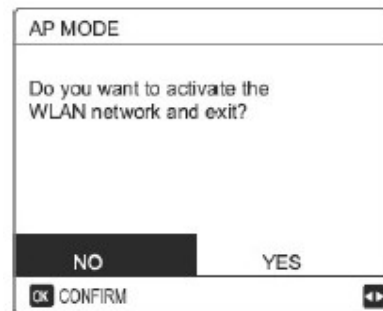 AP MODE
Do you want to activate the
WLAN network and exit?
NO YES
OK CONFIRM